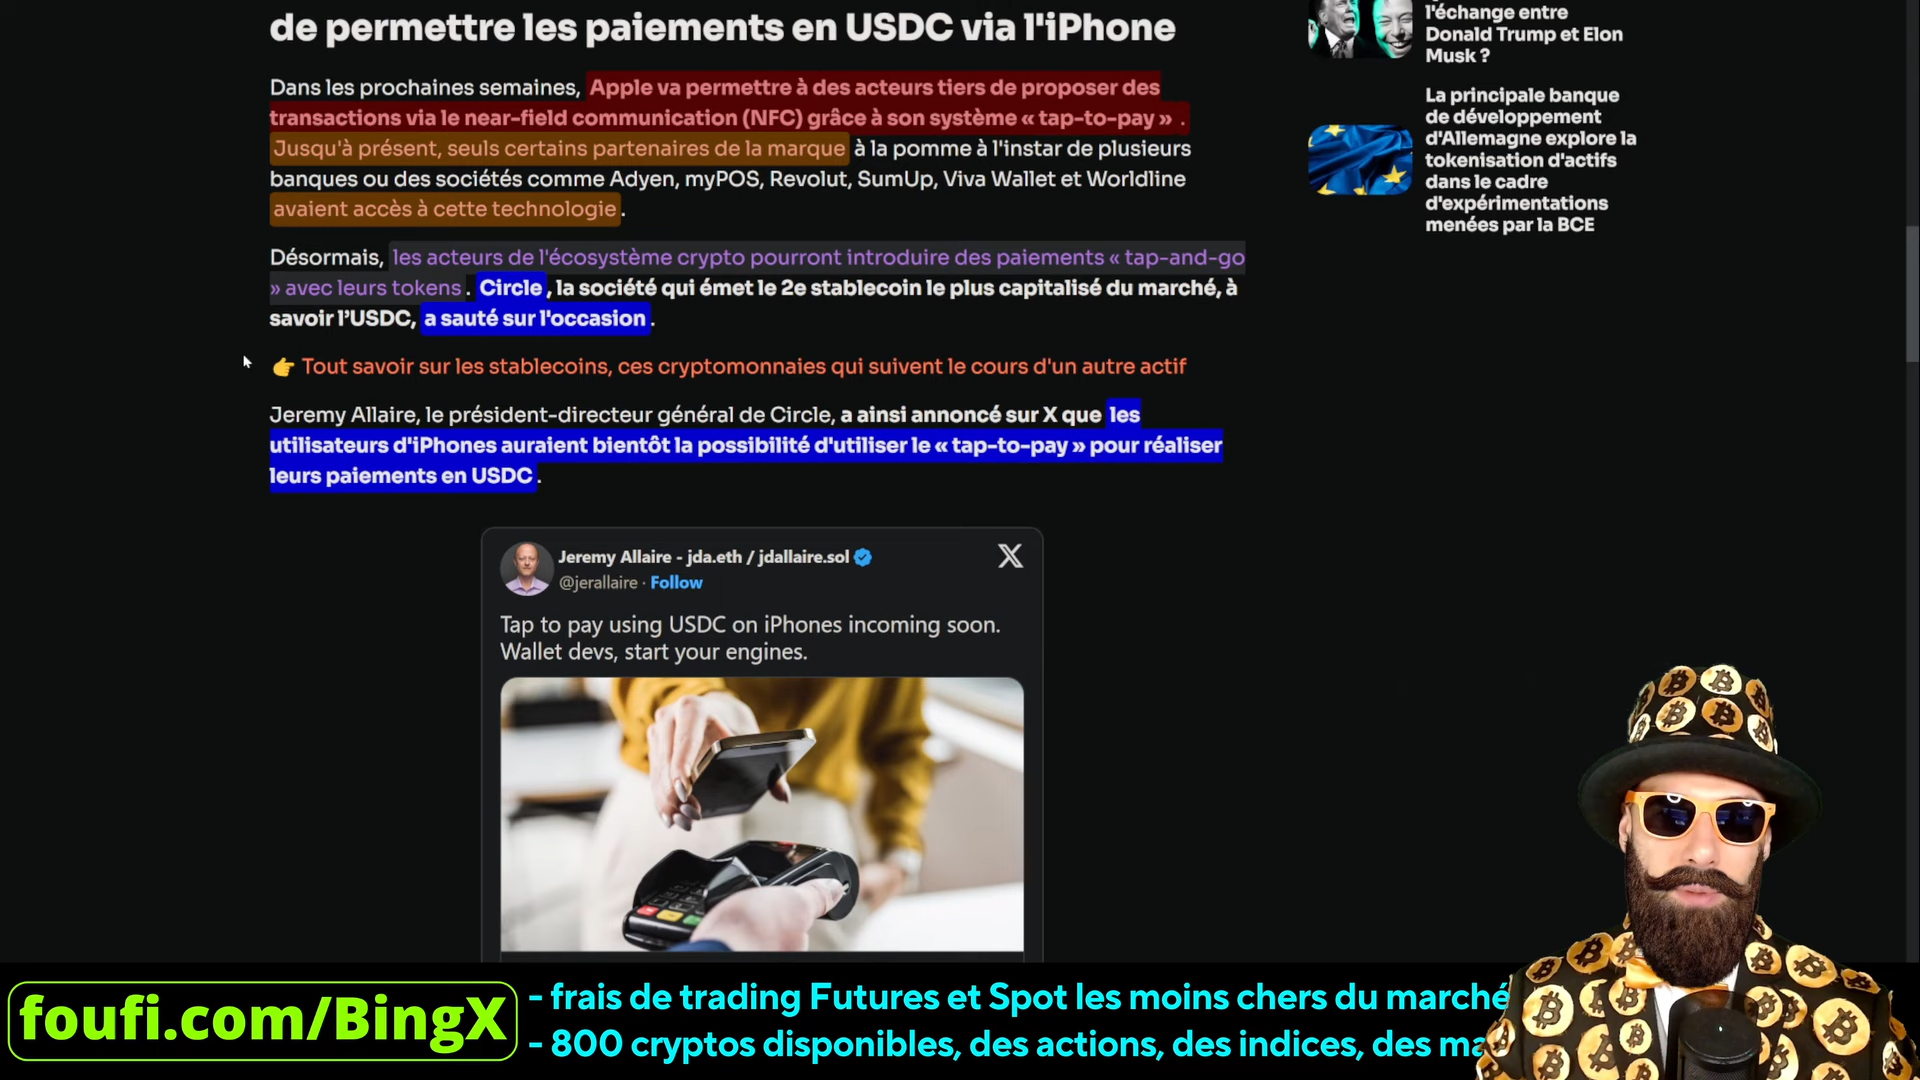 de permettre les paiements en USDC via l'iPhone
Dans les prochaines semaines, Apple va permettre à des acteurs tiers de proposer des
transactions via le near-field communication (NFC) grâce à son système « tap-to-pay » .
Jusqu'à présent, seuls certains partenaires de la marque à la pomme à l'instar de plusieurs
banques ou des sociétés comme Adyen, myPOS, Revolut, SumUp, Viva Wallet et Worldline
avaient accès à cette technologie .
Désormais, les acteurs de l'écosystème crypto pourront introduire des paiements « tap-and-go
» avec leurs tokens . Circle , la société qui émet le 2e stablecoin le plus capitalisé du marché, à
savoir l'USDC, a sauté sur l'occasion .
👉 Tout savoir sur les stablecoins, ces cryptomonnaies qui suivent le cours d'un autre actif
Jeremy Allaire, le président-directeur général de Circle, a ainsi annoncé sur X que les
utilisateurs d'iPhones auraient bientôt la possibilité d'utiliser le « tap-to-pay » pour réaliser
leurs paiements en USDC .
Jeremy Allaire - jda.eth / jdallaire.sol
@jerallaire · Follow
Tap to pay using USDC on iPhones incoming soon.
Wallet devs, start your engines.
l'échange entre
Donald Trump et Elon
Musk ?
La principale banque
de développement
d'Allemagne explore la
tokenisation d'actifs
dans le cadre
d'expérimentations
menées par la BCE
foufi.com/BingX
- frais de trading Futures et Spot les moins chers du marché
- 800 cryptos disponibles, des actions, des indices, des ma